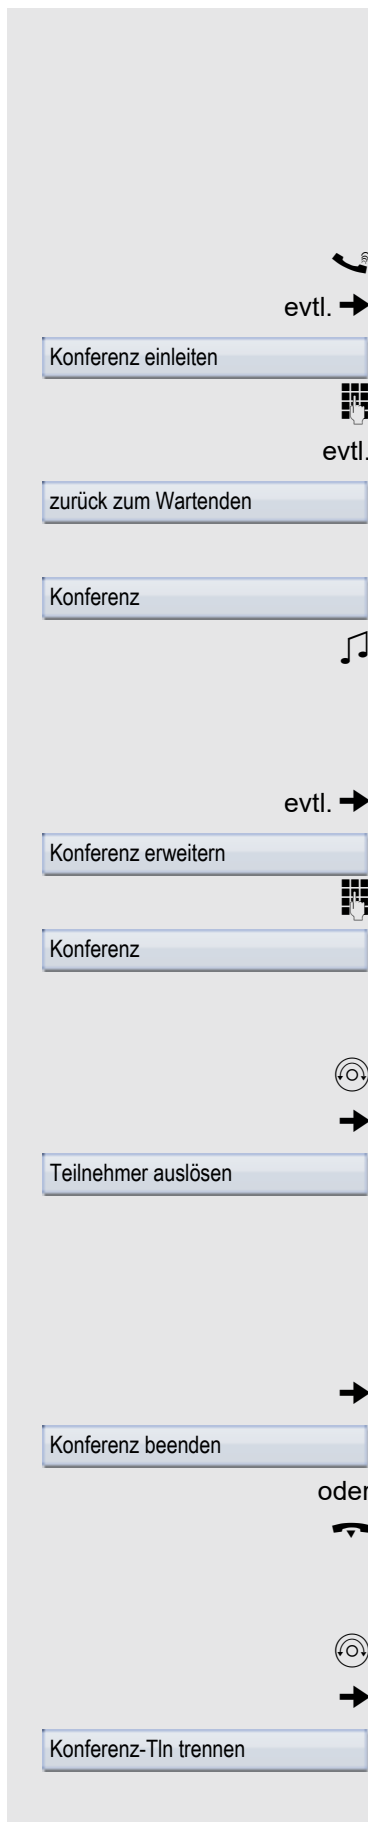 evtl.
Konferenz einleiten
evtl.
zurück zum Wartenden
Konferenz
evtl.
Konferenz erweitern
Konferenz
Teilnehmer auslösen
Konferenz beenden
oder
Konferenz-Tln trennen